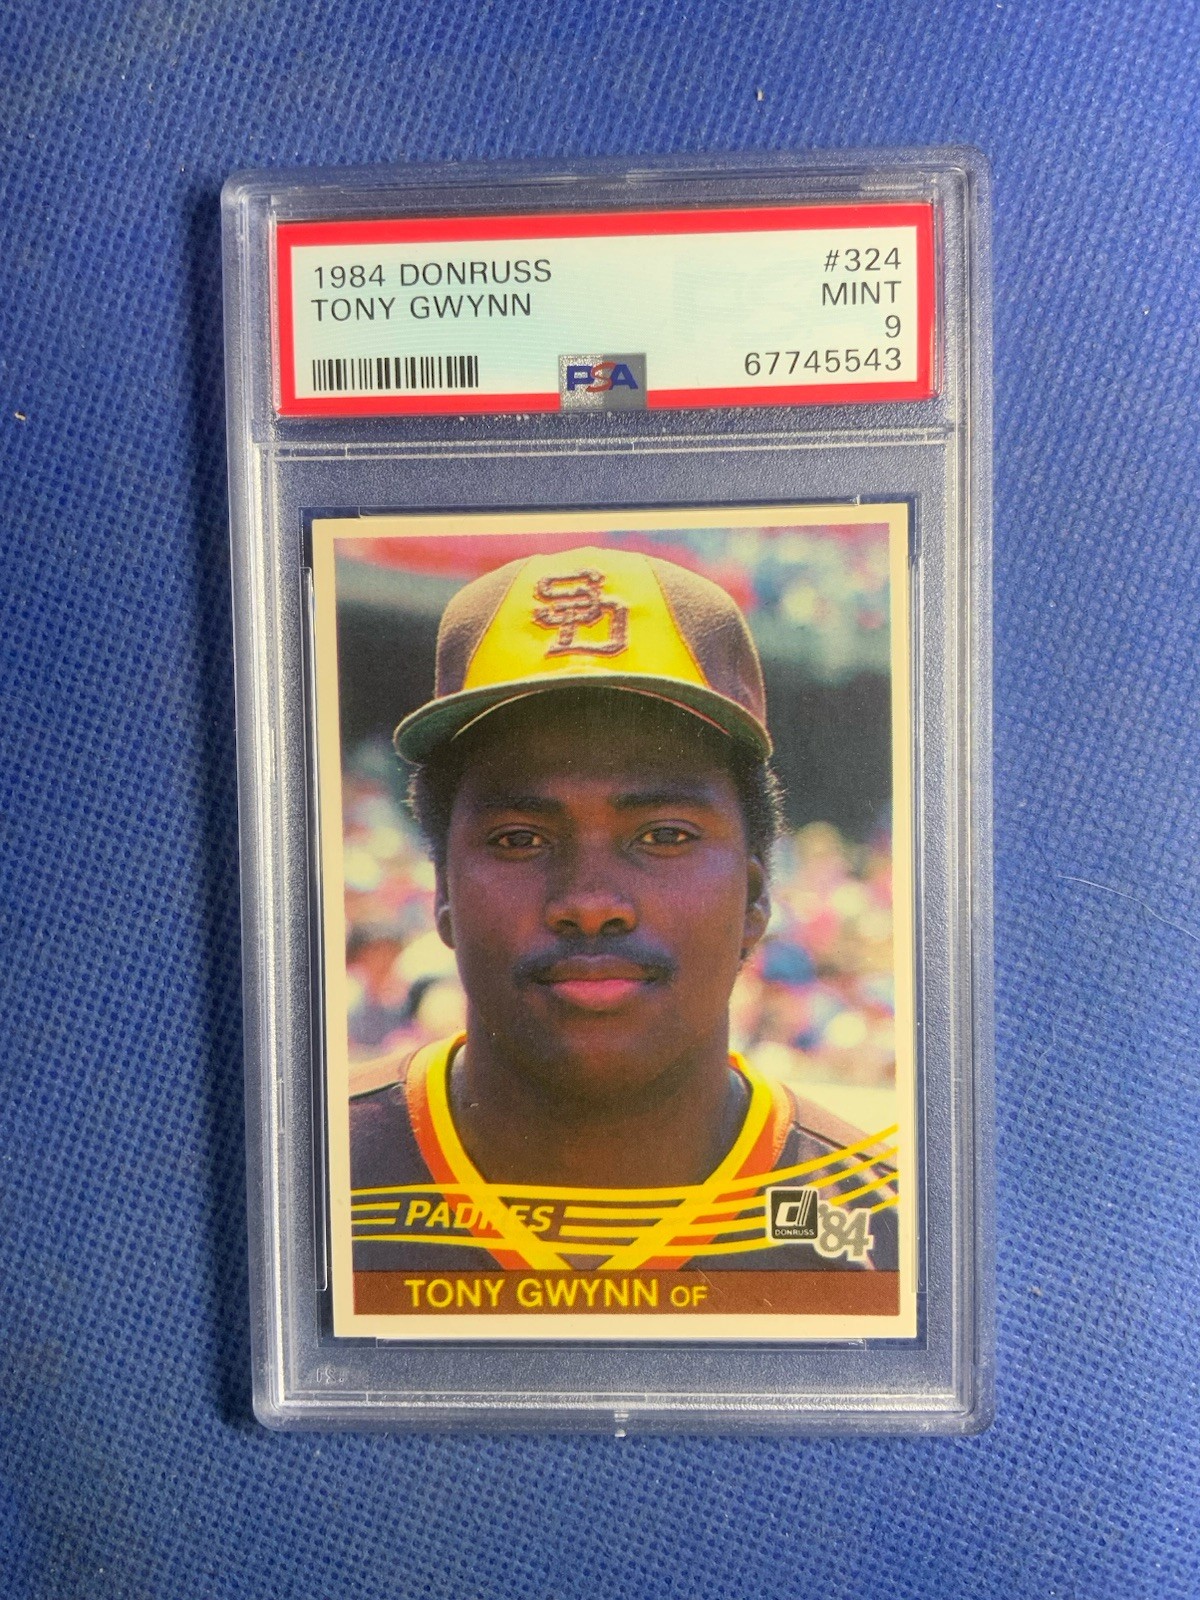 1984 DONRUSS #324
TONY GWYNN MINT
9
PSA 67745543
SD
PADRES
d DONRUSS '84
TONY GWYNN OF